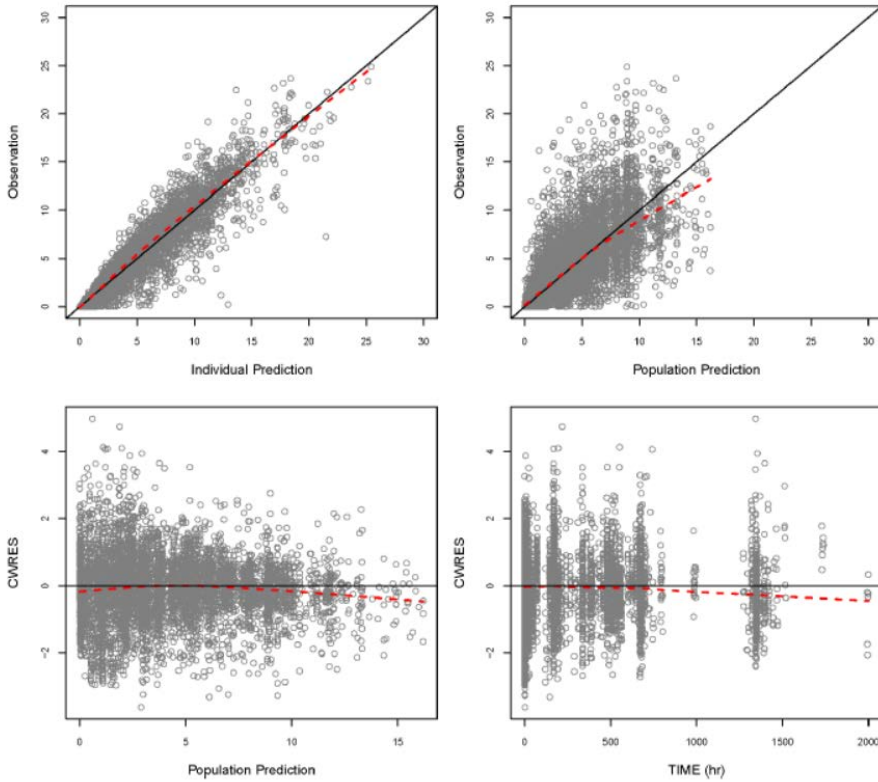 30
25
20
15
10
5
0
Observation
0 5 10 15 20 25 30
Individual Prediction
30
25
20
15
10
5
0
Observation
0 5 10 15 20 25 30
Population Prediction
4
2
0
−2
CWRES
0 5 10 15
Population Prediction
4
2
0
−2
CWRES
0 500 1000 1500 2000
TIME (hr)